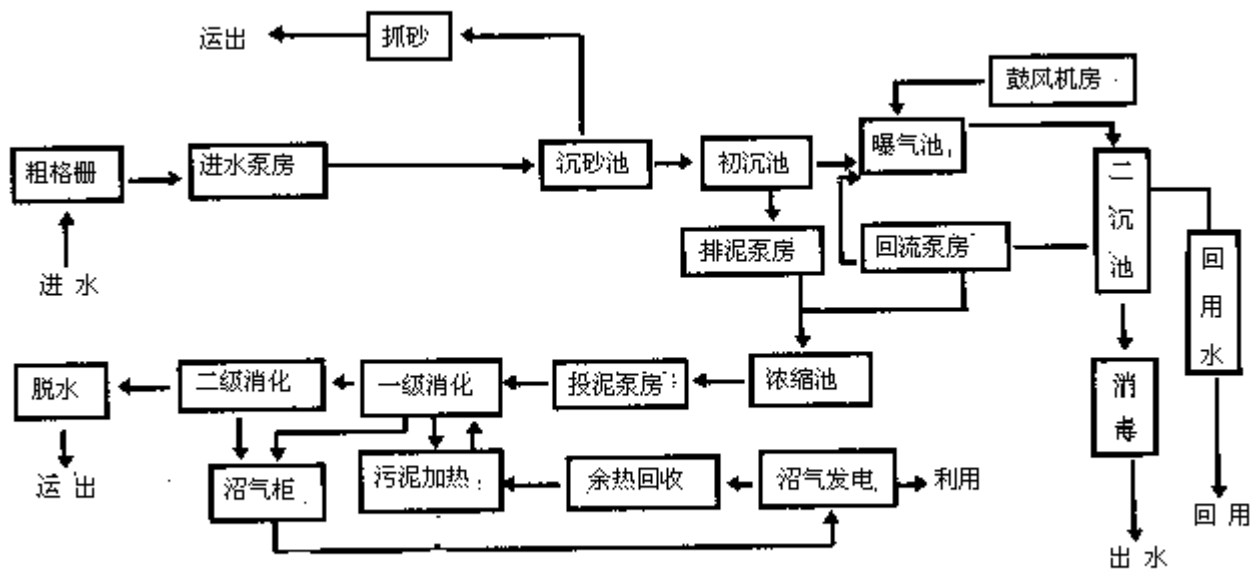 运出
抓砂
鼓风机房
粗格栅
进水泵房
沉砂池
初沉池
曝气池
二沉池
进水
排泥泵房
回流泵房
回用水
脱水
二级消化
一级消化
投泥泵房
浓缩池
消毒
运出
沼气柜
污泥加热
余热回收
沼气发电
利用
回用
出水